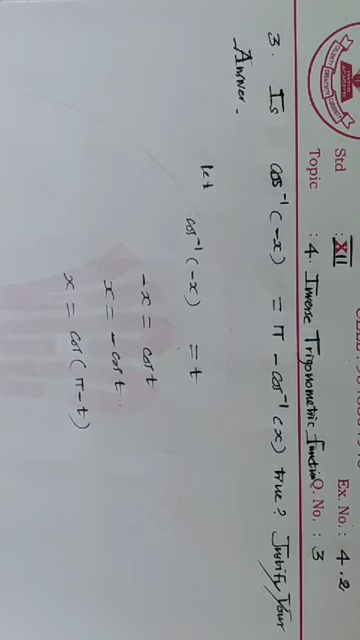 Std : XII Ex. No. : 4.2
Topic : 4. Inverse Trigonometric Function Q. No. : 3
3. Is cos⁻¹(-x) = π - cos⁻¹(x) true? Justify Your
Answer.
let cos⁻¹(-x) = t
-x = cos t
x = - cos t.
x = cos(π - t)